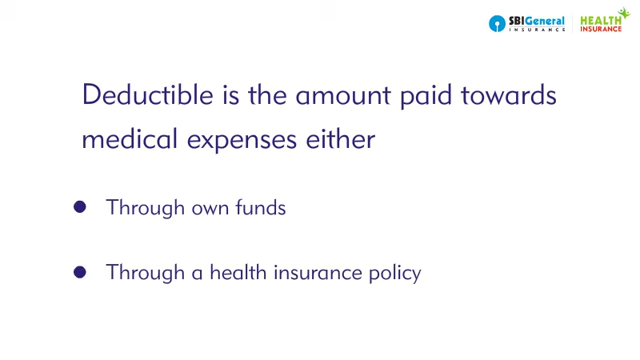 SBI General
INSURANCE
HEALTH
INSURANCE
Deductible is the amount paid towards
medical expenses either
● Through own funds
● Through a health insurance policy